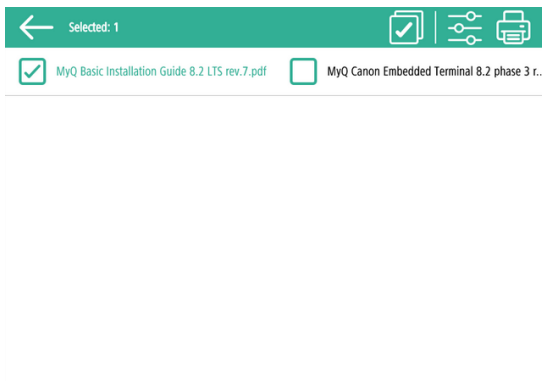 Selected: 1
MyQ Basic Installation Guide 8.2 LTS rev.7.pdf
MyQ Canon Embedded Terminal 8.2 phase 3 r..